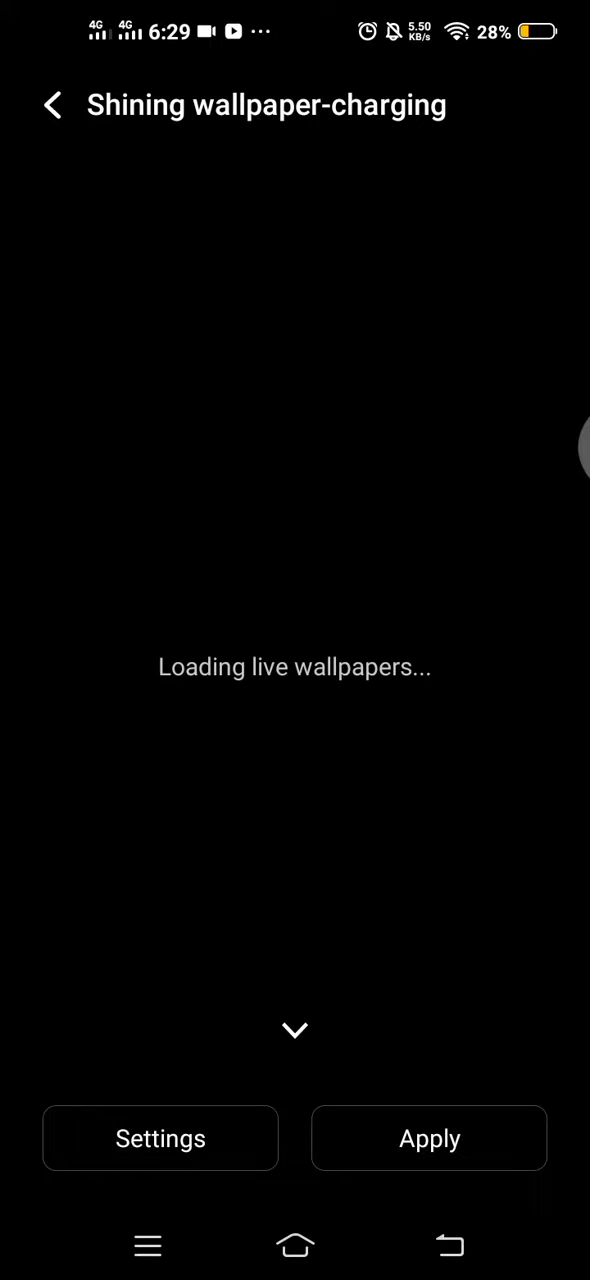 4G 4G 6:29 ... 5.50 KB/s 28%
Shining wallpaper-charging
Loading live wallpapers...
Settings Apply